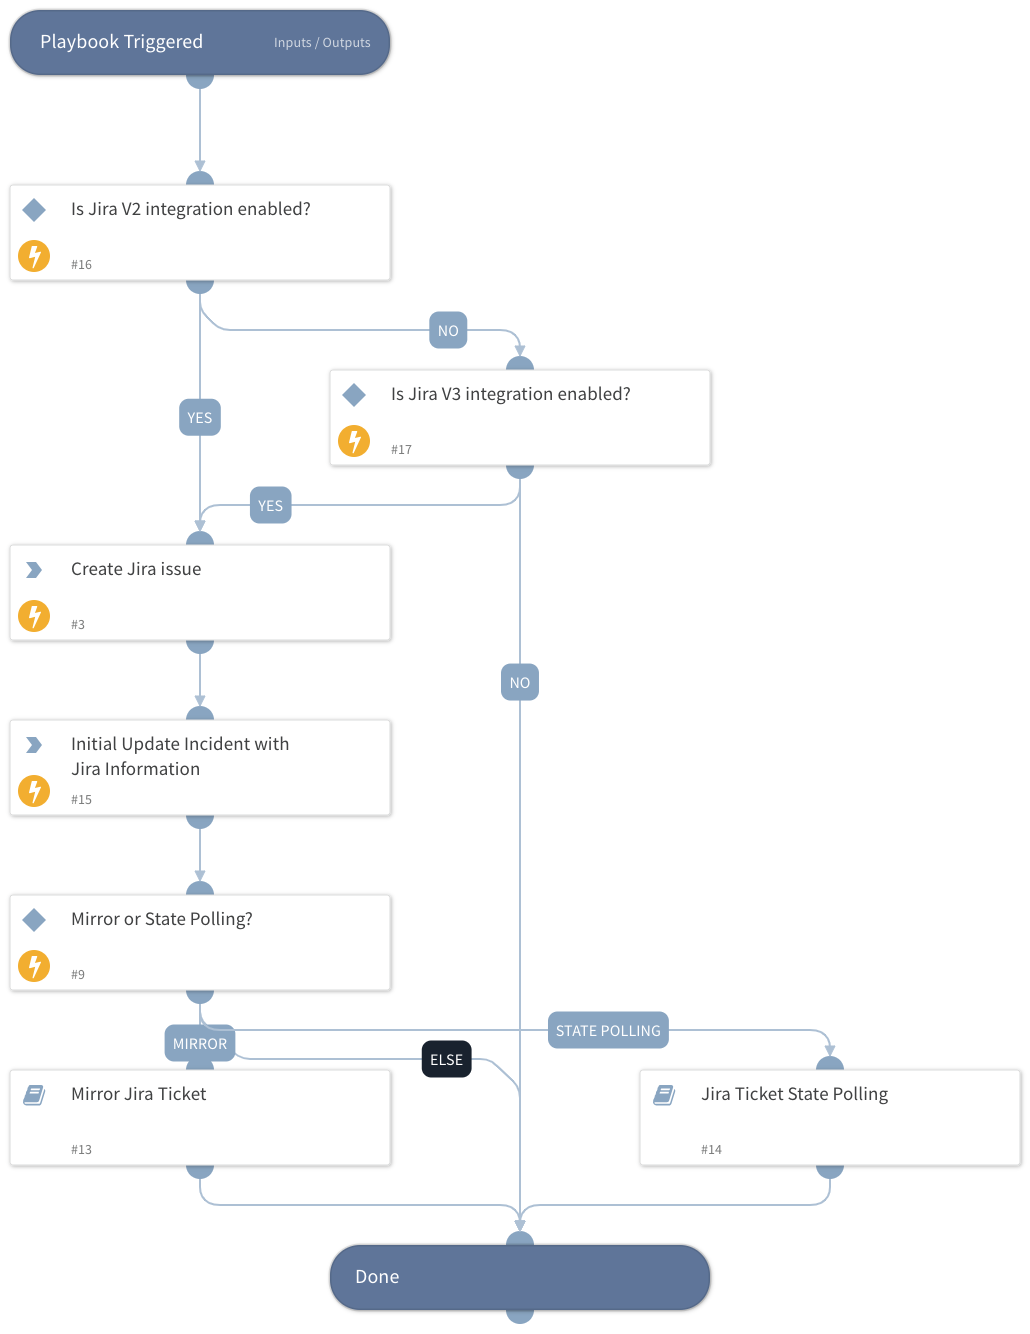 Playbook Triggered
Inputs / Outputs
Is Jira V2 integration enabled?
#16
NO
Is Jira V3 integration enabled?
#17
YES
YES
Create Jira issue
#3
NO
Initial Update Incident with
Jira Information
#15
Mirror or State Polling?
#9
STATE POLLING
MIRROR
ELSE
Mirror Jira Ticket
#13
Jira Ticket State Polling
#14
Done